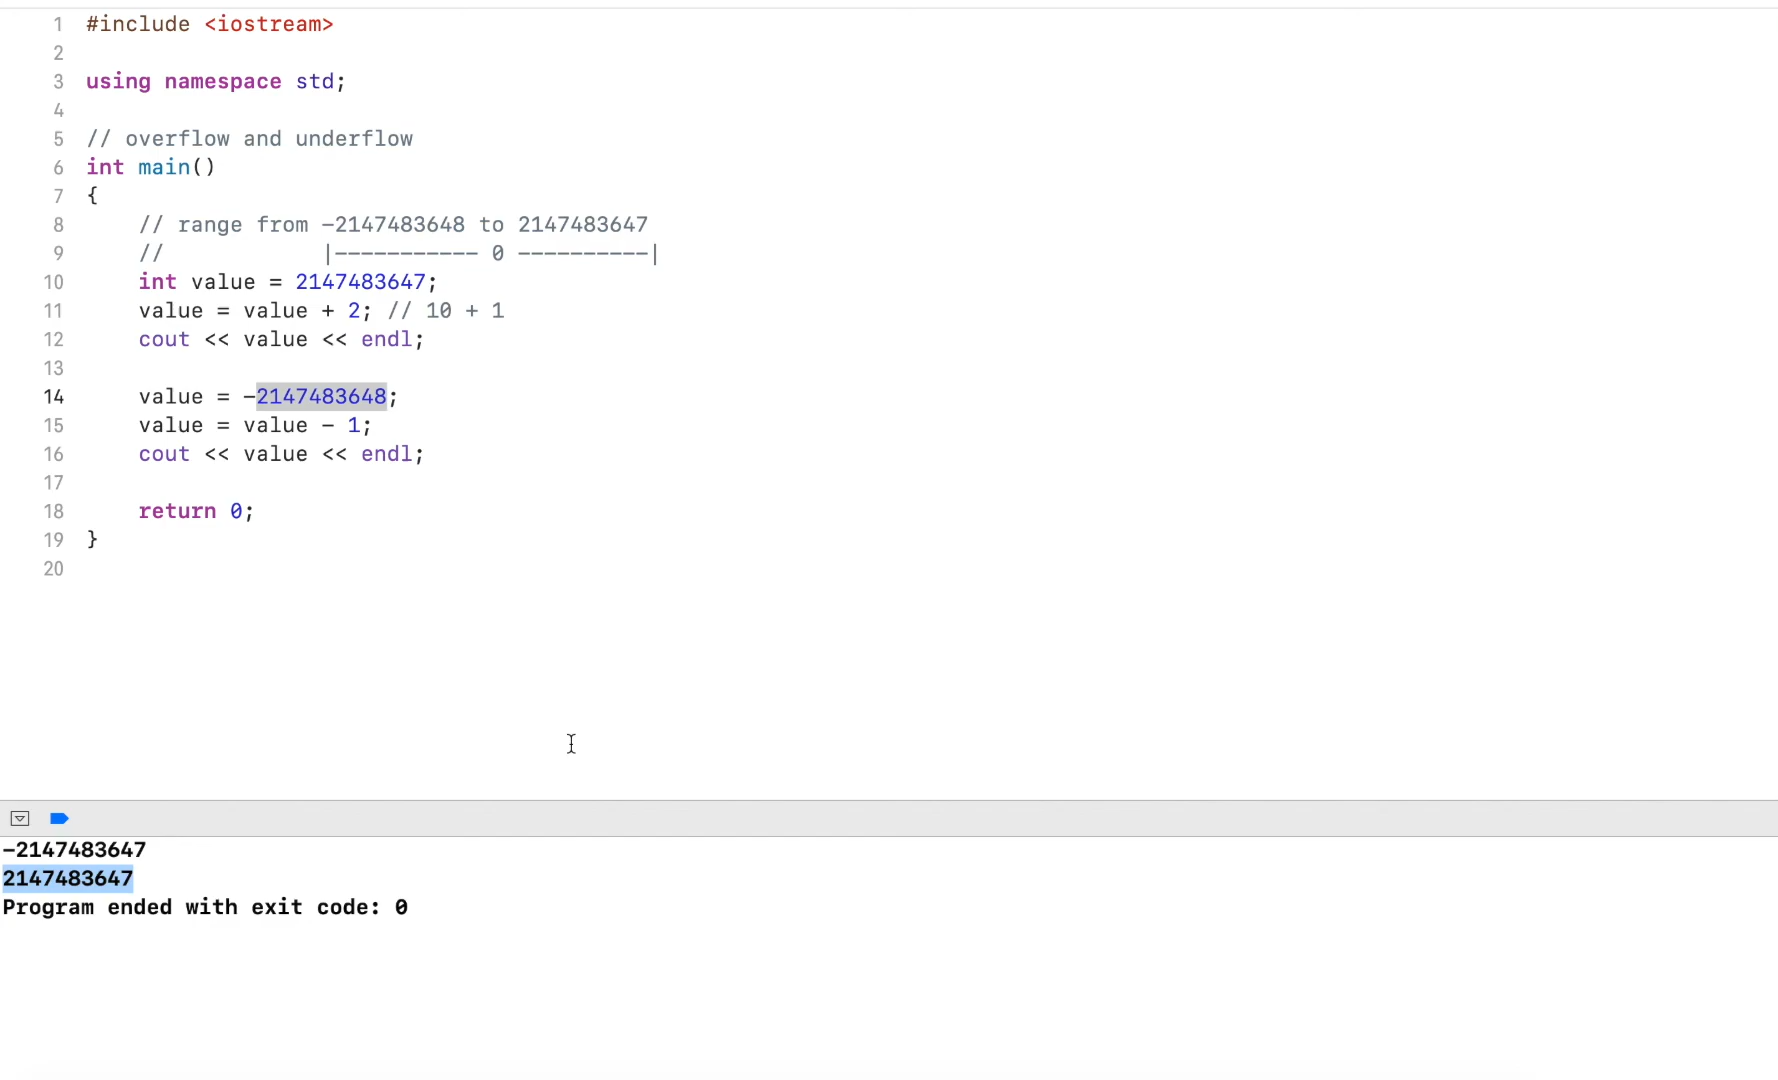 1 #include <iostream>
2
3 using namespace std;
4
5 // overflow and underflow
6 int main()
7 {
8     // range from -2147483648 to 2147483647
9     //            |----------- 0 ----------|
10     int value = 2147483647;
11     value = value + 2; // 10 + 1
12     cout << value << endl;
13
14     value = -2147483648;
15     value = value - 1;
16     cout << value << endl;
17
18     return 0;
19 }
20
-2147483647
2147483647
Program ended with exit code: 0